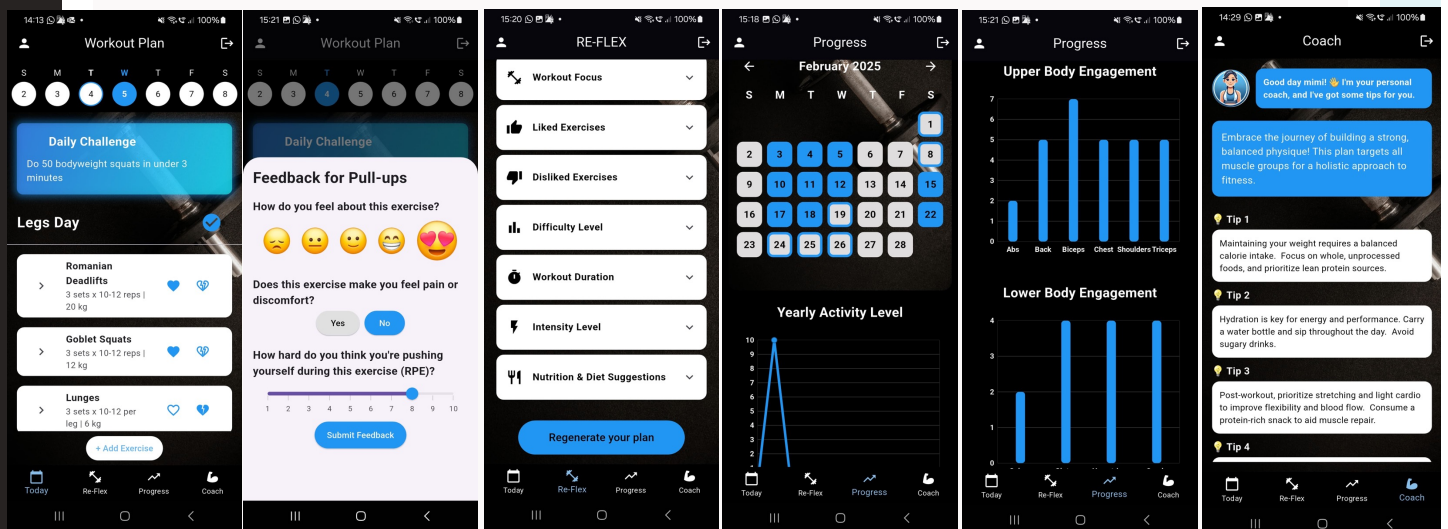 14:13
100%
Workout Plan
S M T W T F S
2 3 4 5 6 7 8
Daily Challenge
Do 50 bodyweight squats in under 3
minutes
Legs Day
Romanian
Deadlifts
3 sets x 10-12 reps |
20 kg
Goblet Squats
3 sets x 10-12 reps |
12 kg
Lunges
3 sets x 10-12 per
leg | 6 kg
+ Add Exercise
Today Re-Flex Progress Coach
15:21
100%
Workout Plan
S M T W T F S
2 3 4 5 6 7 8
Daily Challenge
Feedback for Pull-ups
How do you feel about this exercise?
Does this exercise make you feel pain or
discomfort?
Yes No
How hard do you think you're pushing
yourself during this exercise (RPE)?
1 2 3 4 5 6 7 8 9 10
Submit Feedback
15:20
100%
RE-FLEX
Workout Focus
Liked Exercises
Disliked Exercises
Difficulty Level
Workout Duration
Intensity Level
Nutrition & Diet Suggestions
Regenerate your plan
Today Re-Flex Progress Coach
15:18
100%
Progress
February 2025
S M T W T F S
1
2 3 4 5 6 7 8
9 10 11 12 13 14 15
16 17 18 19 20 21 22
23 24 25 26 27 28
Yearly Activity Level
10
9
8
7
6
5
4
3
2
1
Today Re-Flex Progress Coach
15:21
100%
Progress
Upper Body Engagement
7
6
5
4
3
2
1
0
Abs Back Biceps Chest Shoulders Triceps
Lower Body Engagement
4
3
2
1
0
Today Re-Flex Progress Coach
14:29
100%
Coach
Good day mimi! 👋 I'm your personal
coach, and I've got some tips for you.
Embrace the journey of building a strong,
balanced physique! This plan targets all
muscle groups for a holistic approach to
fitness.
Tip 1
Maintaining your weight requires a balanced
calorie intake. Focus on whole, unprocessed
foods, and prioritize lean protein sources.
Tip 2
Hydration is key for energy and performance. Carry
a water bottle and sip throughout the day. Avoid
sugary drinks.
Tip 3
Post-workout, prioritize stretching and light cardio
to improve flexibility and blood flow. Consume a
protein-rich snack to aid muscle repair.
Tip 4
Today Re-Flex Progress Coach